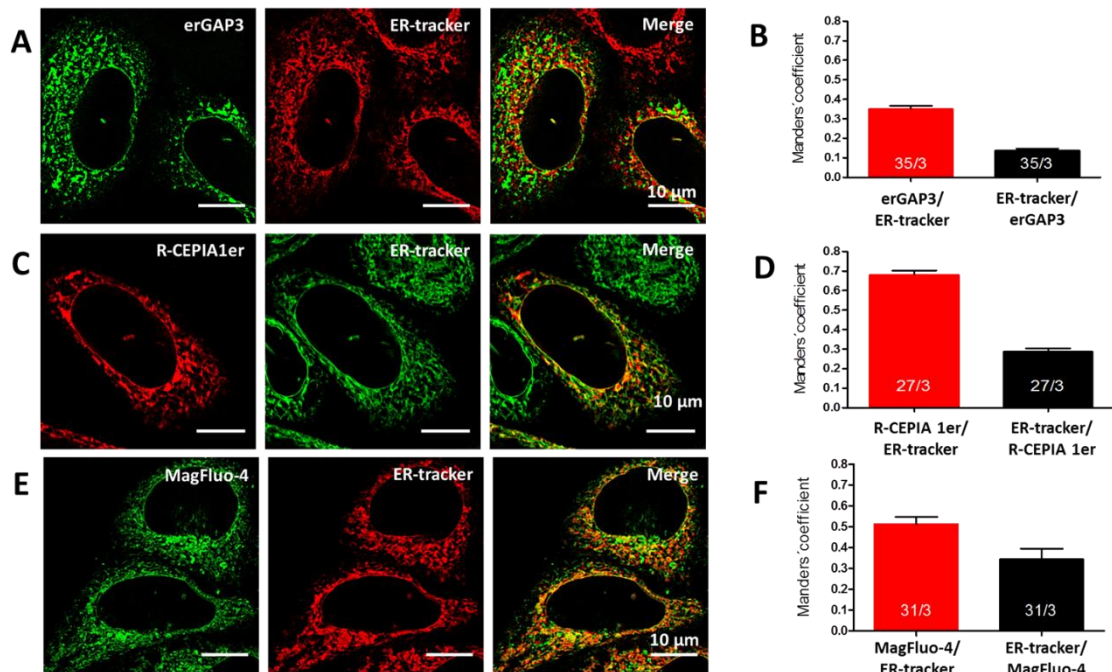 A
erGAP3
ER-tracker
Merge
10 µm
B
Manders´coefficient
0.8
0.7
0.6
0.5
0.4
0.3
0.2
0.1
0.0
35/3
35/3
erGAP3/
ER-tracker
ER-tracker/
erGAP3
C
R-CEPIA1er
ER-tracker
Merge
10 µm
D
Manders´coefficient
0.8
0.7
0.6
0.5
0.4
0.3
0.2
0.1
0.0
27/3
27/3
R-CEPIA 1er/
ER-tracker
ER-tracker/
R-CEPIA 1er
E
MagFluo-4
ER-tracker
Merge
10 µm
F
Manders´coefficient
0.8
0.7
0.6
0.5
0.4
0.3
0.2
0.1
0.0
31/3
31/3
MagFluo-4/
ER-tracker
ER-tracker/
MagFluo-4